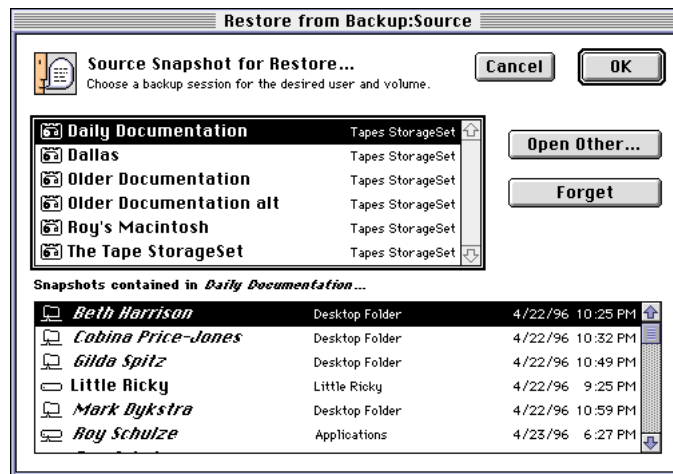 Restore from Backup:Source
Source Snapshot for Restore...
Choose a backup session for the desired user and volume.
Cancel
OK
Daily Documentation Tapes StorageSet
Dallas Tapes StorageSet
Older Documentation Tapes StorageSet
Older Documentation alt Tapes StorageSet
Roy's Macintosh Tapes StorageSet
The Tape StorageSet Tapes StorageSet
Open Other...
Forget
Snapshots contained in Daily Documentation...
Beth Harrison Desktop Folder 4/22/96 10:25 PM
Cobina Price-Jones Desktop Folder 4/22/96 10:32 PM
Gilda Spitz Desktop Folder 4/22/96 10:49 PM
Little Ricky Little Ricky 4/22/96 9:25 PM
Mark Dykstra Desktop Folder 4/22/96 10:59 PM
Roy Schulze Applications 4/23/96 6:27 PM